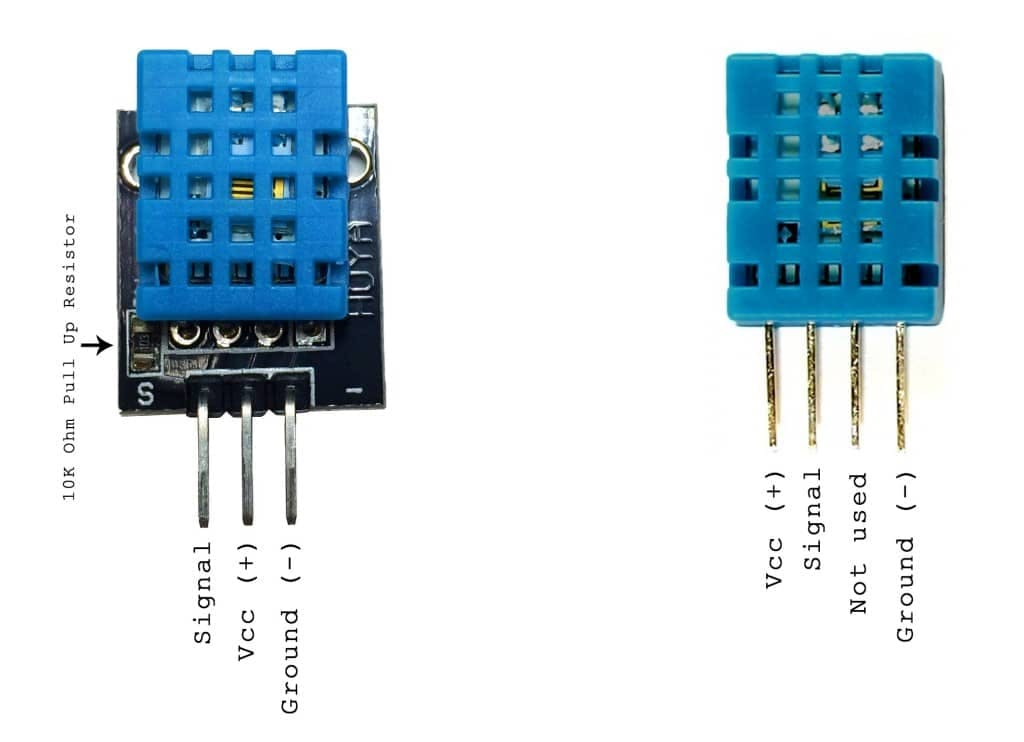 10K Ohm Pull Up Resistor
HUYA
S
-
Signal
Vcc (+)
Ground (-)
Vcc (+)
Signal
Not used
Ground (-)